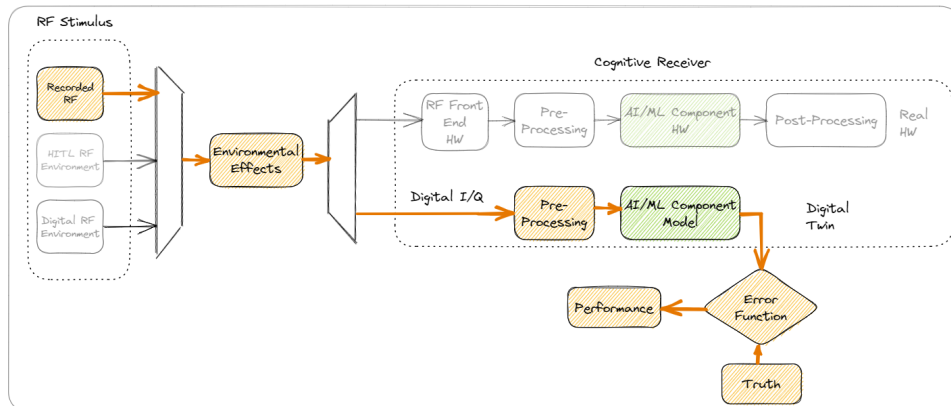 RF Stimulus
Recorded
RF
HITL RF
Environment
Digital RF
Environment
Environmental
Effects
Cognitive Receiver
RF Front
End
HW
Pre-
Processing
AI/ML Component
HW
Post-Processing
Real
HW
Digital I/Q
Pre-
Processing
AI/ML Component
Model
Digital
Twin
Error
Function
Performance
Truth